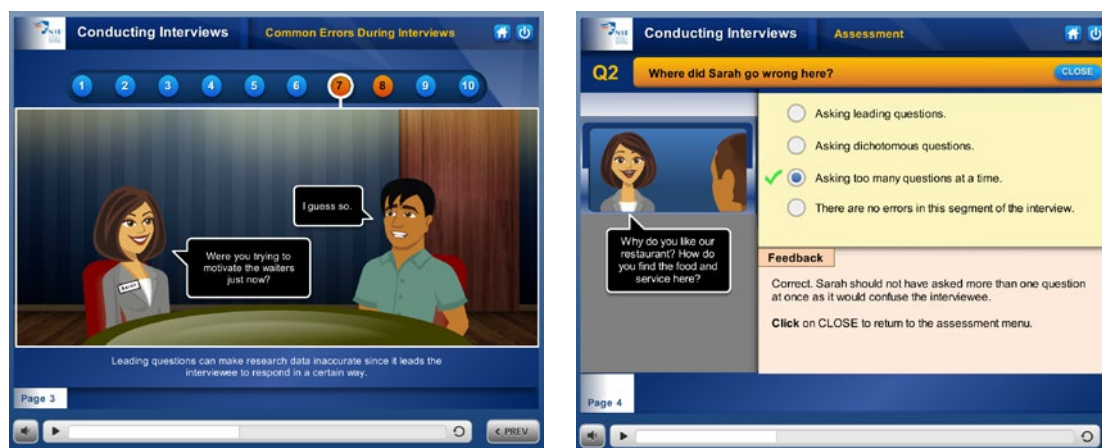 NIE
Conducting Interviews
Common Errors During Interviews
1 2 3 4 5 6 7 8 9 10
I guess so.
Were you trying to
motivate the waiters
just now?
Sarah
Leading questions can make research data inaccurate since it leads the
interviewee to respond in a certain way.
Page 3
< PREV
NIE
Conducting Interviews
Assessment
Q2
Where did Sarah go wrong here?
CLOSE
Asking leading questions.
Asking dichotomous questions.
Asking too many questions at a time.
There are no errors in this segment of the interview.
Why do you like our
restaurant? How do
you find the food and
service here?
Feedback
Correct. Sarah should not have asked more than one question
at once as it would confuse the interviewee.
Click on CLOSE to return to the assessment menu.
Page 4